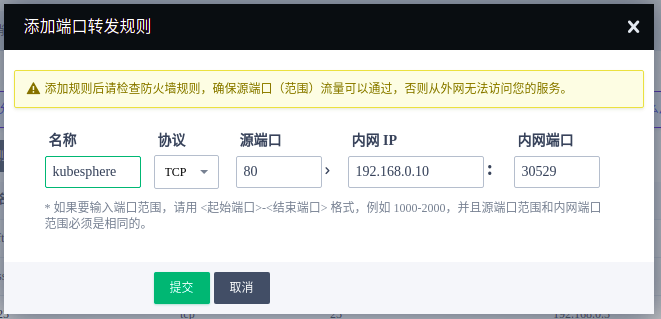 添加端口转发规则
添加规则后请检查防火墙规则，确保源端口（范围）流量可以通过，否则从外网无法访问您的服务。
名称 协议 源端口 内网 IP 内网端口
kubesphere TCP 80 › 192.168.0.10 : 30529
* 如果要输入端口范围，请用 <起始端口>-<结束端口> 格式，例如 1000-2000，并且源端口范围和内网端口
范围必须是相同的。
提交 取消